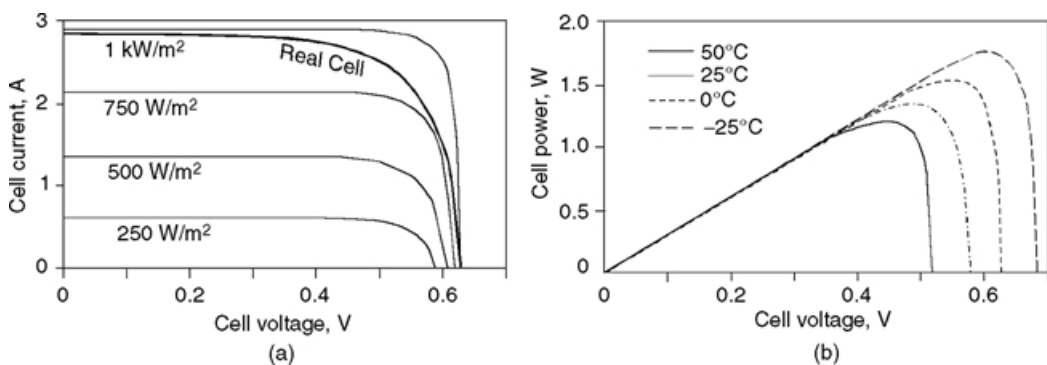 3
2
1
0
Cell current, A
1 kW/m²
Real Cell
750 W/m²
500 W/m²
250 W/m²
0
0.2
0.4
0.6
Cell voltage, V
(a)
2.0
1.5
1.0
0.5
0
Cell power, W
50°C
25°C
0°C
–25°C
0
0.2
0.4
0.6
Cell voltage, V
(b)